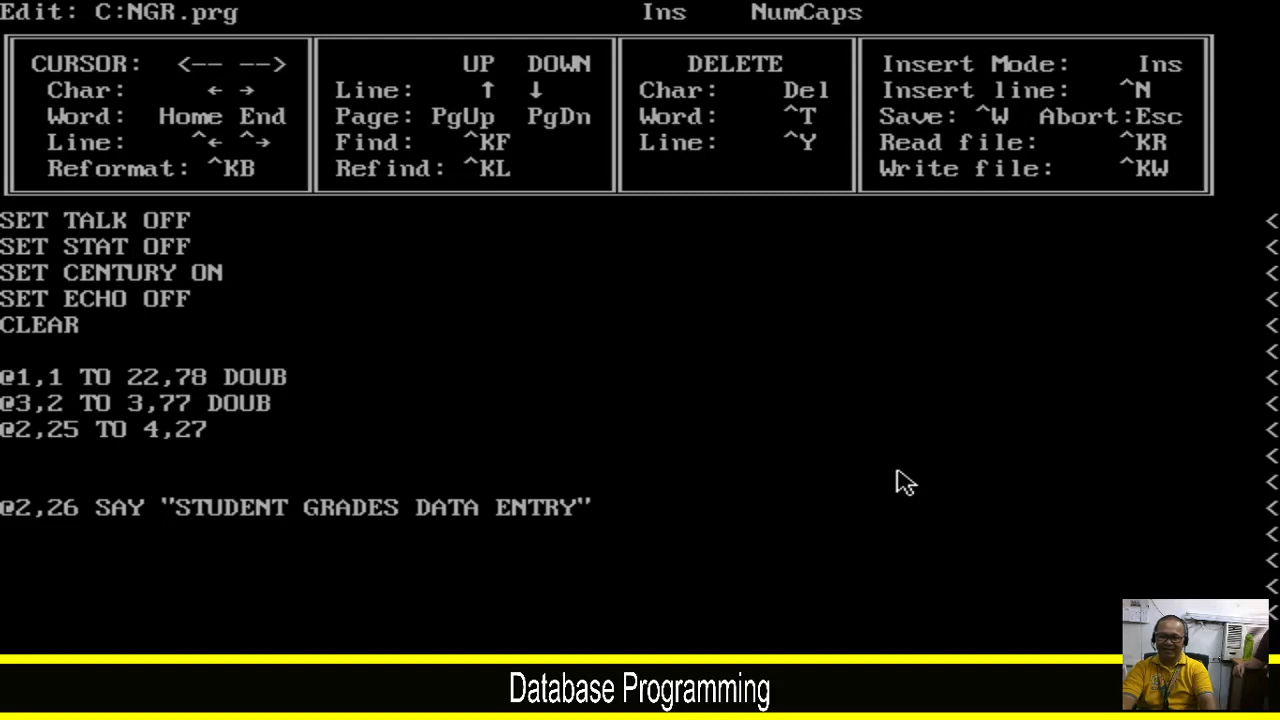 Edit: C:NGR.prg Ins NumCaps
CURSOR: <-- --> UP DOWN DELETE Insert Mode: Ins
Char: ← → Line: ↑ ↓ Char: Del Insert line: ^N
Word: Home End Page: PgUp PgDn Word: ^T Save: ^W Abort:Esc
Line: ^← ^→ Find: ^KF Line: ^Y Read file: ^KR
Reformat: ^KB Refind: ^KL Write file: ^KW
SET TALK OFF <
SET STAT OFF <
SET CENTURY ON <
SET ECHO OFF <
CLEAR <
<
@1,1 TO 22,78 DOUB <
@3,2 TO 3,77 DOUB <
@2,25 TO 4,27 <
<
<
@2,26 SAY "STUDENT GRADES DATA ENTRY" <
<
<
<
<
Database Programming